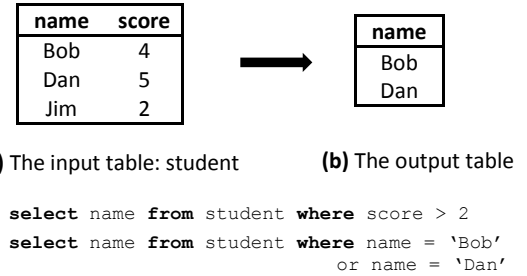 name score
Bob 4
Dan 5
Jim 2
name
Bob
Dan
) The input table: student
(b) The output table
select name from student where score > 2
select name from student where name = ‘Bob’
or name = ‘Dan’